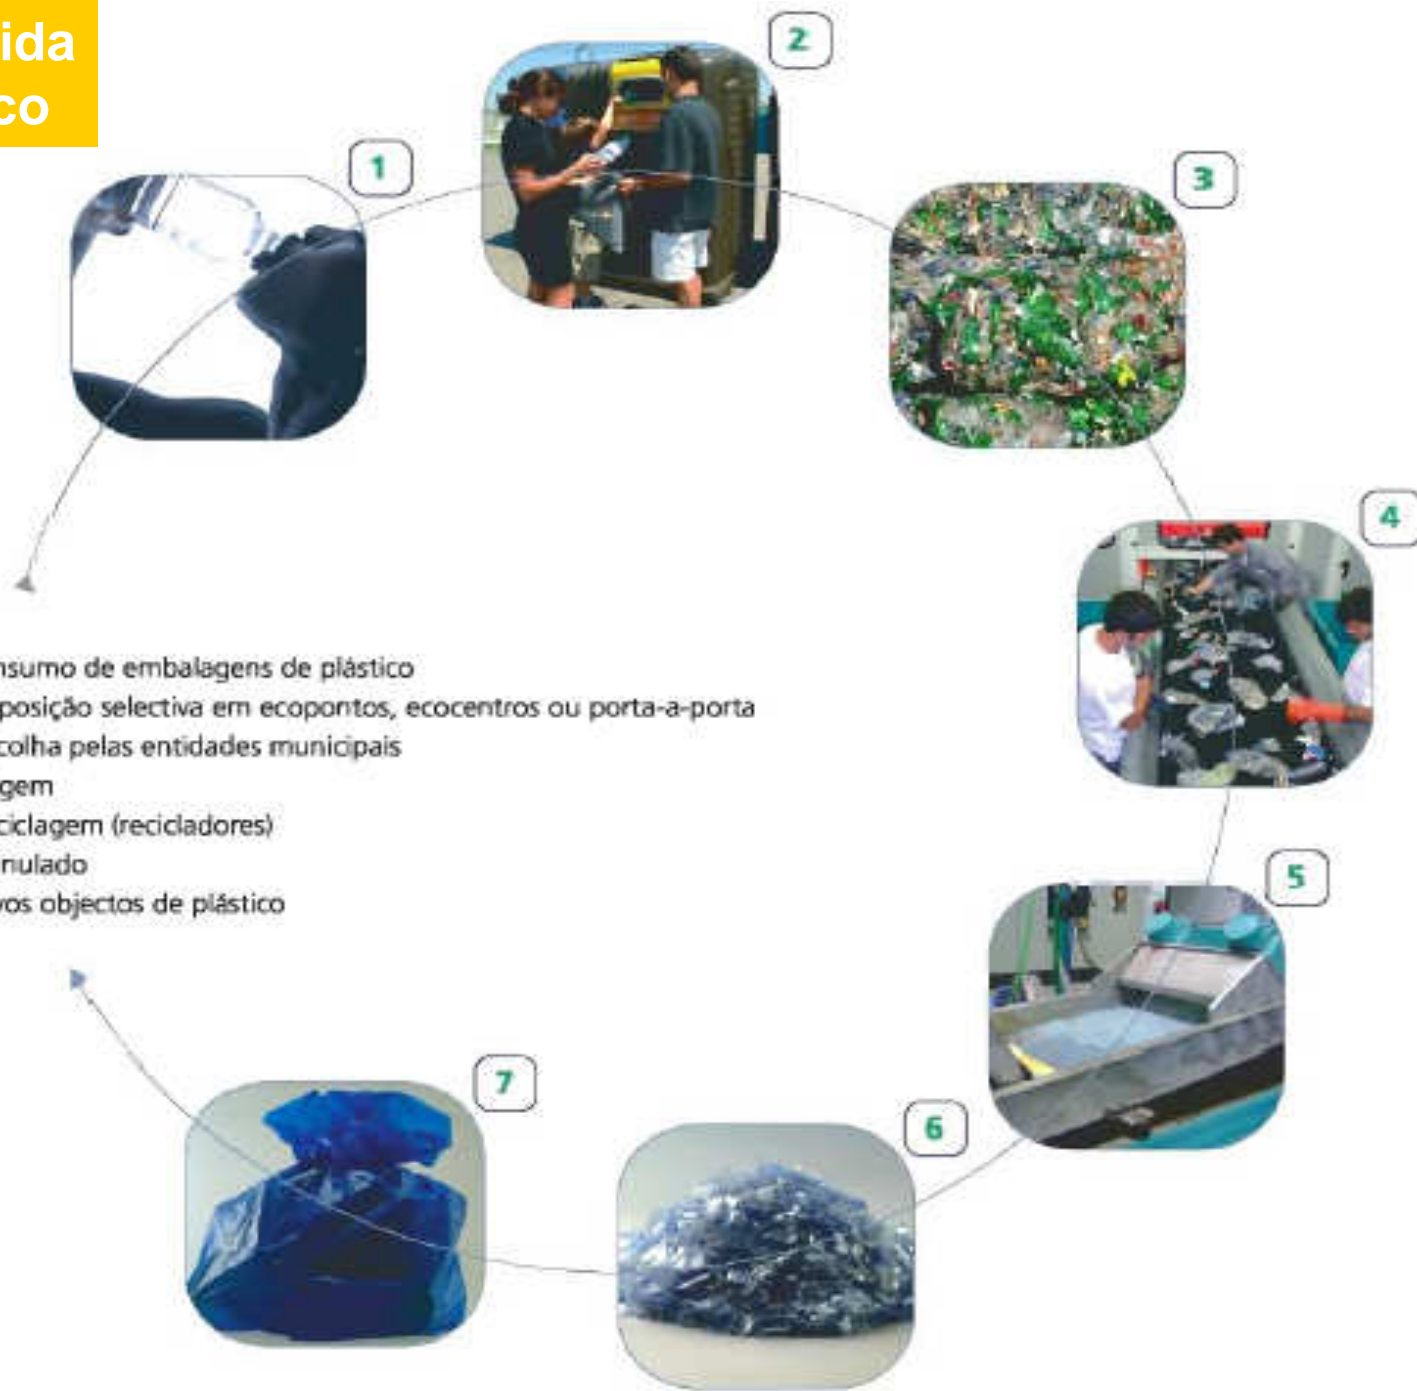 ida
co
1
2
3
4
5
6
7
nsumo de embalagens de plástico
posição selectiva em ecopontos, ecocentros ou porta-a-porta
colha pelas entidades municipais
gem
ciclagem (recicladores)
nulado
vos objectos de plástico